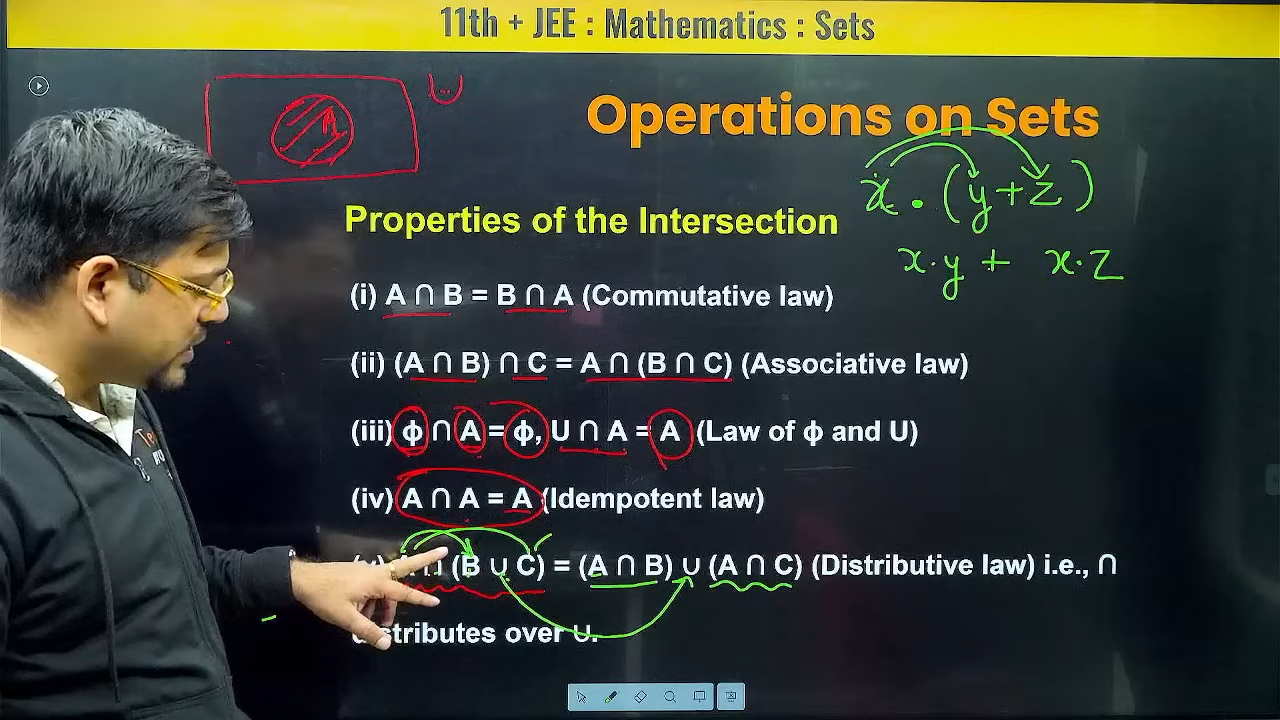 11th + JEE : Mathematics : Sets
U
A
Operations on Sets
x . (y+z)
x.y + x.z
Properties of the Intersection
(i) A ∩ B = B ∩ A (Commutative law)
(ii) (A ∩ B) ∩ C = A ∩ (B ∩ C) (Associative law)
(iii) ϕ ∩ A = ϕ, U ∩ A = A (Law of ϕ and U)
(iv) A ∩ A = A (Idempotent law)
∩ (B ∪ C) = (A ∩ B) ∪ (A ∩ C) (Distributive law) i.e., ∩
distributes over ∪.